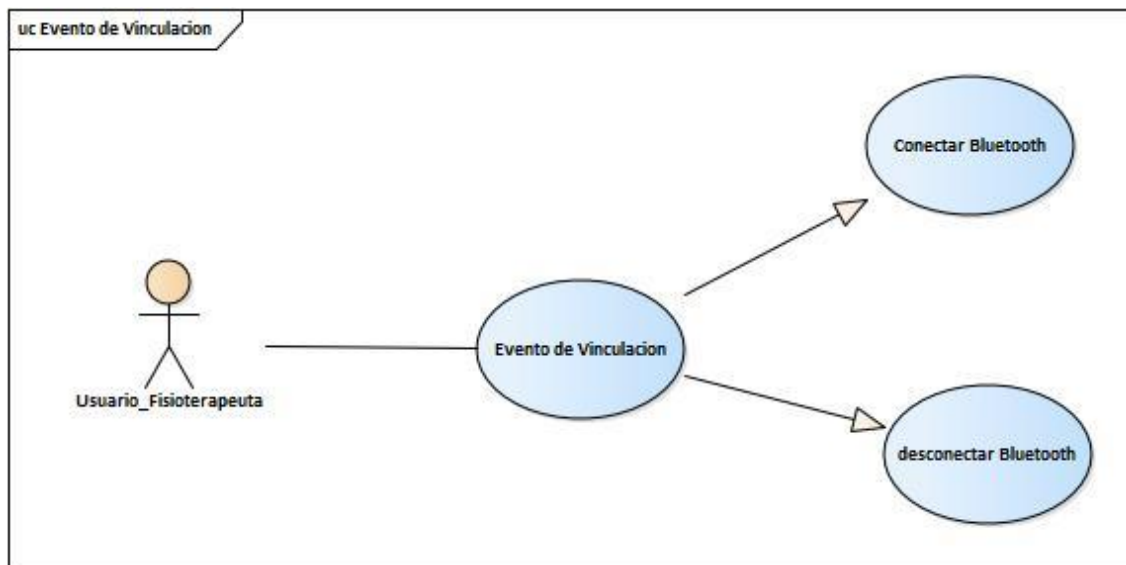 uc Evento de Vinculacion
Conectar Bluetooth
Evento de Vinculacion
Usuario_Fisioterapeuta
desconectar Bluetooth